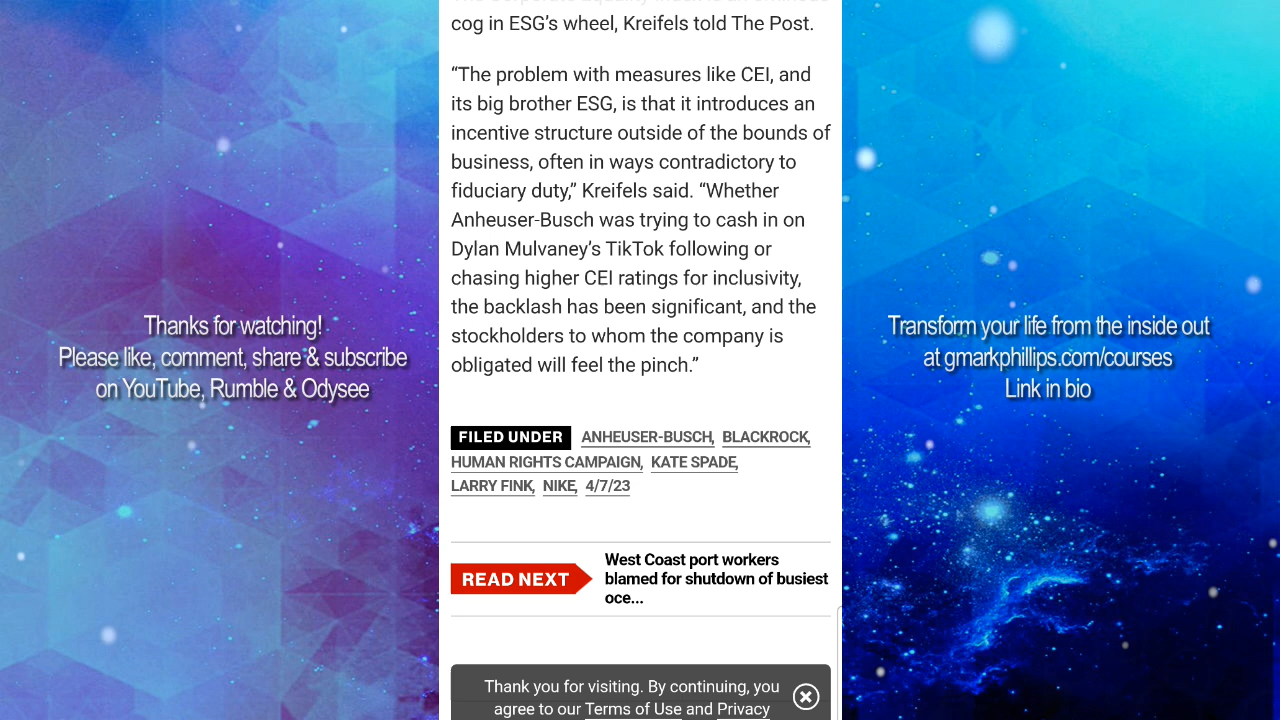 Thanks for watching!
Please like, comment, share & subscribe
on YouTube, Rumble & Odysee
cog in ESG’s wheel, Kreifels told The Post.
“The problem with measures like CEI, and
its big brother ESG, is that it introduces an
incentive structure outside of the bounds of
business, often in ways contradictory to
fiduciary duty,” Kreifels said. “Whether
Anheuser-Busch was trying to cash in on
Dylan Mulvaney’s TikTok following or
chasing higher CEI ratings for inclusivity,
the backlash has been significant, and the
stockholders to whom the company is
obligated will feel the pinch.”
FILED UNDER ANHEUSER-BUSCH, BLACKROCK,
HUMAN RIGHTS CAMPAIGN, KATE SPADE,
LARRY FINK, NIKE, 4/7/23
READ NEXT
West Coast port workers
blamed for shutdown of busiest
oce...
Thank you for visiting. By continuing, you
agree to our Terms of Use and Privacy
Transform your life from the inside out
at gmarkphillips.com/courses
Link in bio